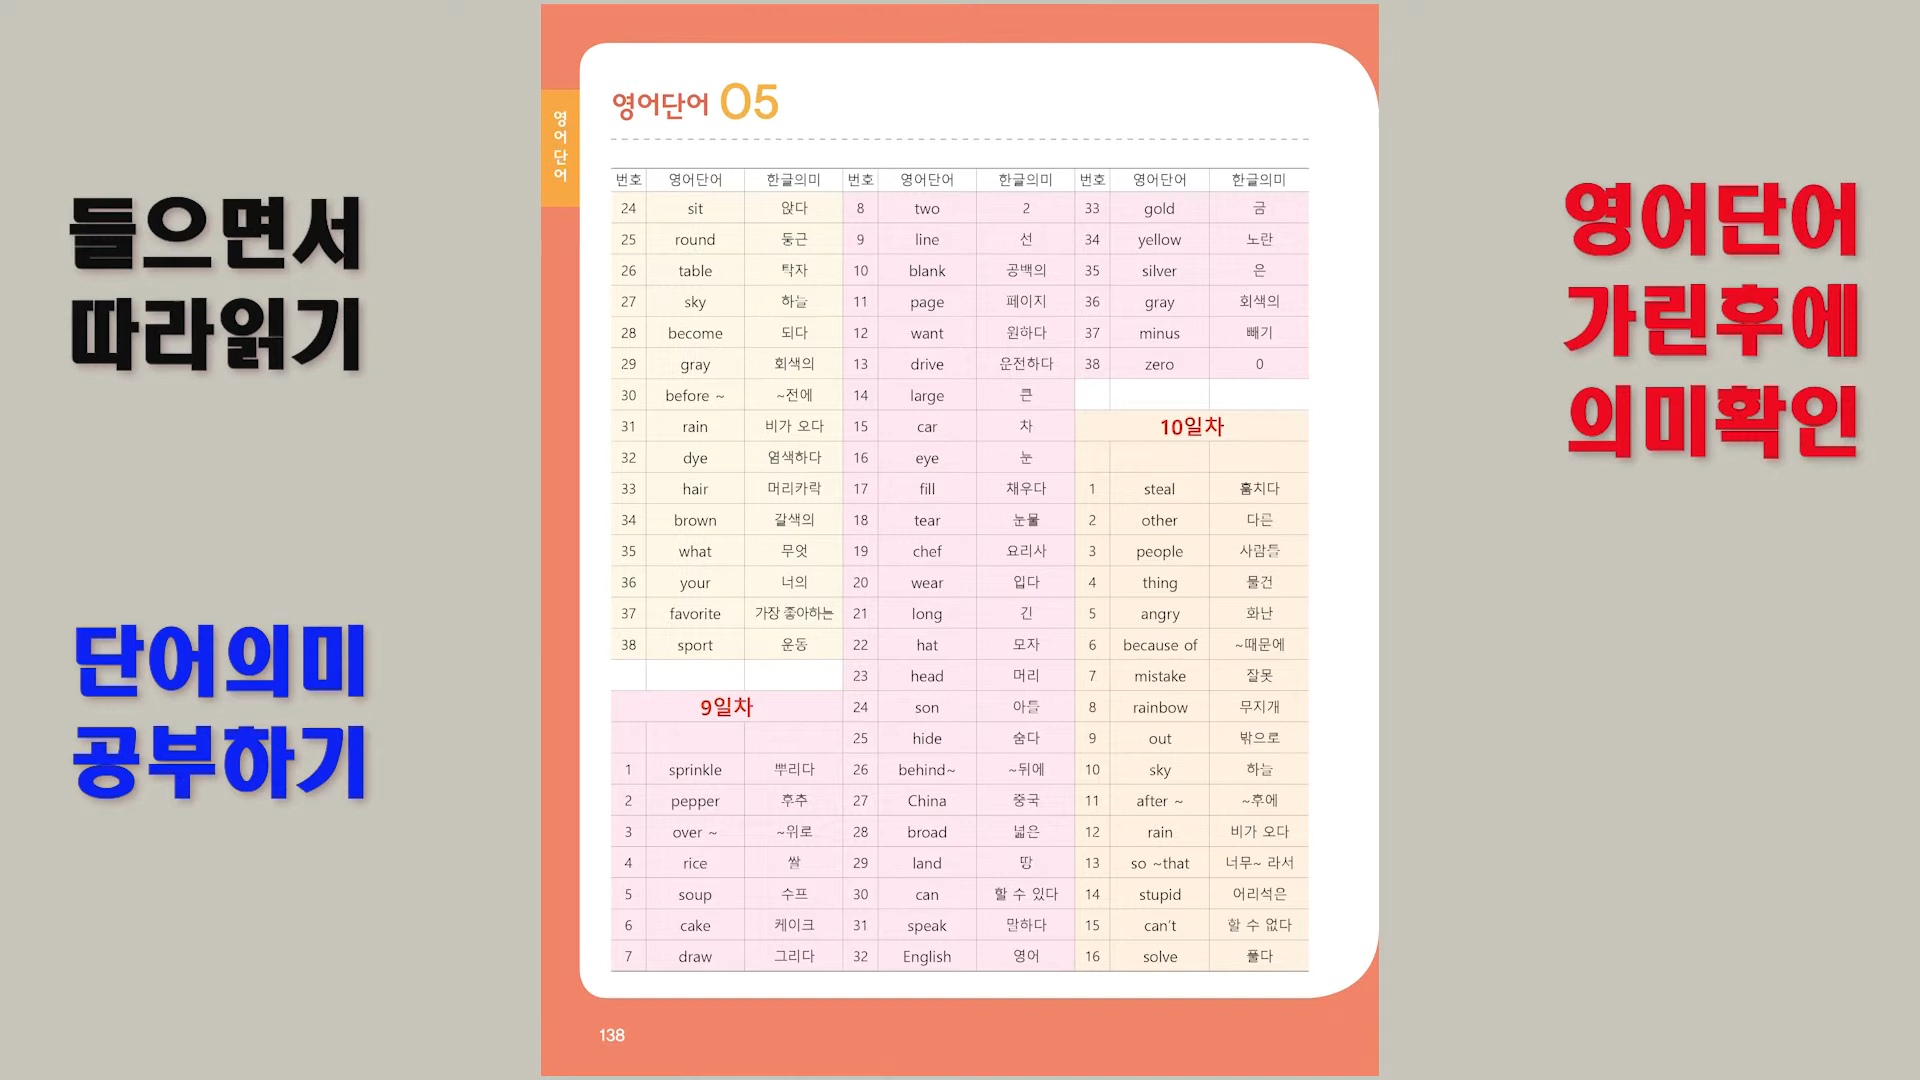 들으면서
따라읽기
단어의미
공부하기
영어단어
영어단어 05
번호 영어단어 한글의미 번호 영어단어 한글의미 번호 영어단어 한글의미
24 sit 앉다 8 two 2 33 gold 금
25 round 둥근 9 line 선 34 yellow 노란
26 table 탁자 10 blank 공백의 35 silver 은
27 sky 하늘 11 page 페이지 36 gray 회색의
28 become 되다 12 want 원하다 37 minus 빼기
29 gray 회색의 13 drive 운전하다 38 zero 0
30 before ~ ~전에 14 large 큰
31 rain 비가 오다 15 car 차 10일차
32 dye 염색하다 16 eye 눈
33 hair 머리카락 17 fill 채우다 1 steal 훔치다
34 brown 갈색의 18 tear 눈물 2 other 다른
35 what 무엇 19 chef 요리사 3 people 사람들
36 your 너의 20 wear 입다 4 thing 물건
37 favorite 가장 좋아하는 21 long 긴 5 angry 화난
38 sport 운동 22 hat 모자 6 because of ~때문에
23 head 머리 7 mistake 잘못
9일차 24 son 아들 8 rainbow 무지개
25 hide 숨다 9 out 밖으로
1 sprinkle 뿌리다 26 behind~ ~뒤에 10 sky 하늘
2 pepper 후추 27 China 중국 11 after ~ ~후에
3 over ~ ~위로 28 broad 넓은 12 rain 비가 오다
4 rice 쌀 29 land 땅 13 so ~that 너무~ 라서
5 soup 수프 30 can 할 수 있다 14 stupid 어리석은
6 cake 케이크 31 speak 말하다 15 can't 할 수 없다
7 draw 그리다 32 English 영어 16 solve 풀다
138
영어단어
가린후에
의미확인